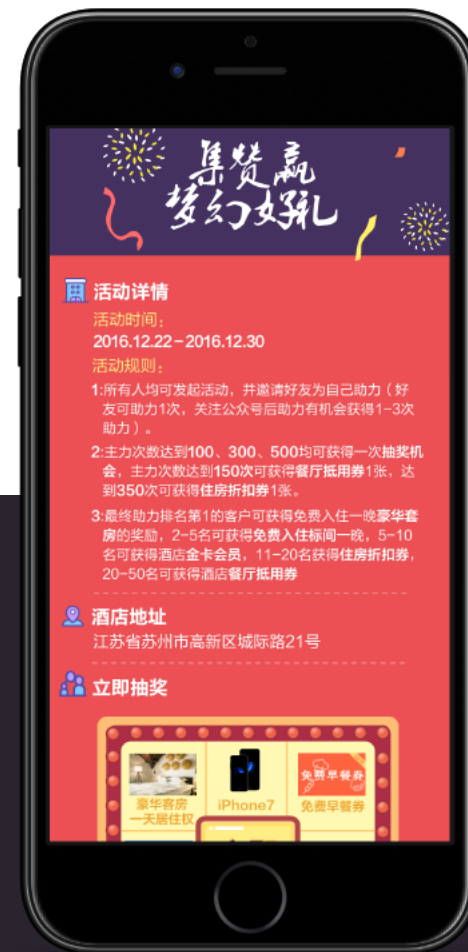 集赞赢
梦幻好礼
活动详情
活动时间：
2016.12.22-2016.12.30
活动规则：
1:所有人均可发起活动，并邀请好友为自己助力（好
友可助力1次，关注公众号后助力有机会获得1-3次
助力）。
2:主力次数达到100、300、500均可获得一次抽奖机
会，主力次数达到150次可获得餐厅抵用券1张，达
到350次可获得住房折扣券1张。
3:最终助力排名第1的客户可获得免费入住一晚豪华套
房的奖励，2-5名可获得免费入住标间一晚，5-10
名可获得酒店金卡会员，11-20名获得住房折扣券，
20-50名可获得酒店餐厅抵用券
酒店地址
江苏省苏州市高新区城际路21号
立即抽奖
免费早餐券
豪华客房
一天居住权
iPhone7
免费早餐券